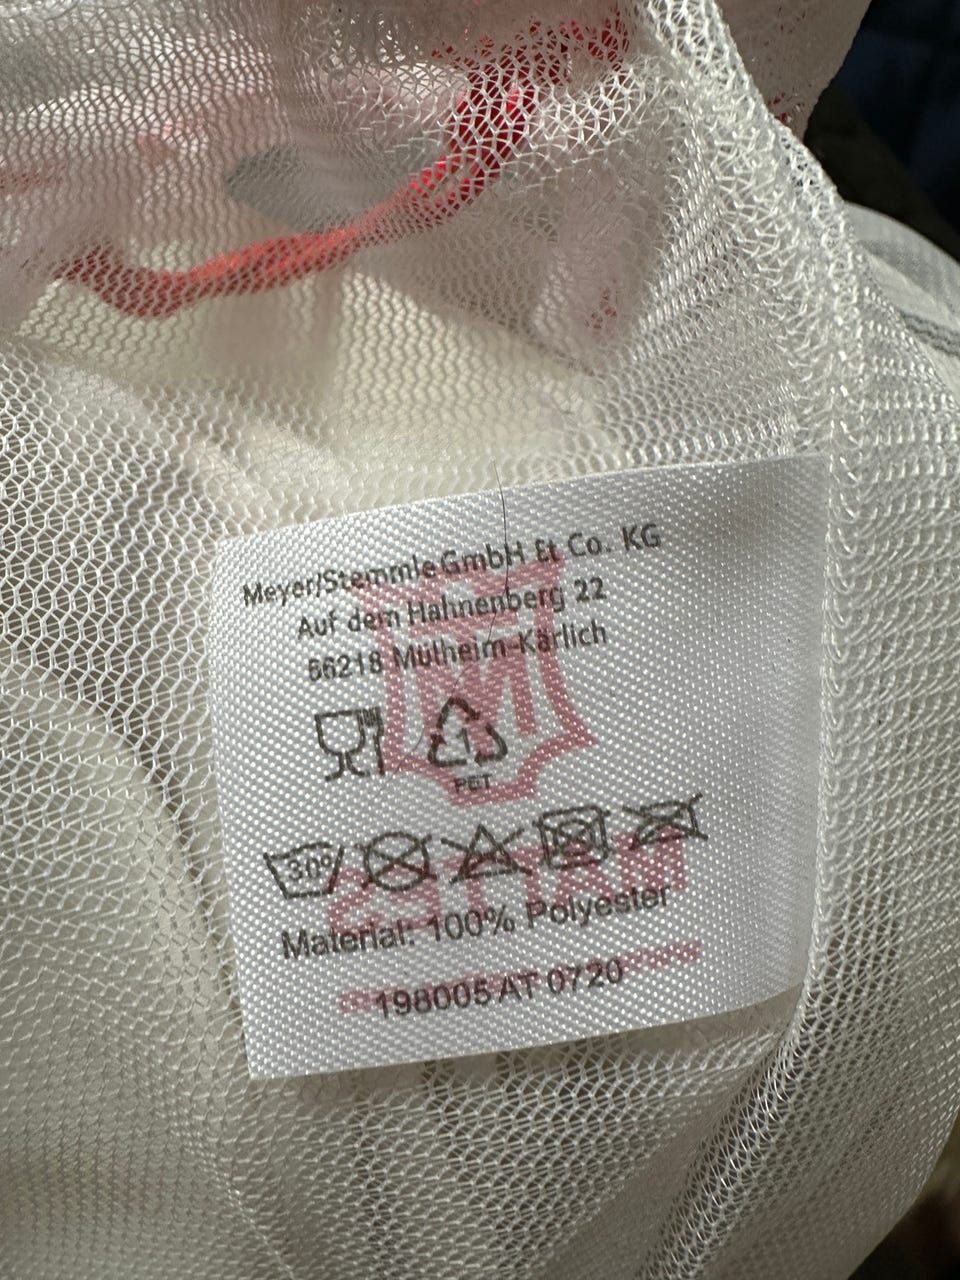 Meyer/Stemmle GmbH & Co. KG
Auf dem Hahnenberg 22
56218 Mülheim-Kärlich
1
PET
30°
Material: 100% Polyester
198005 AT 0720